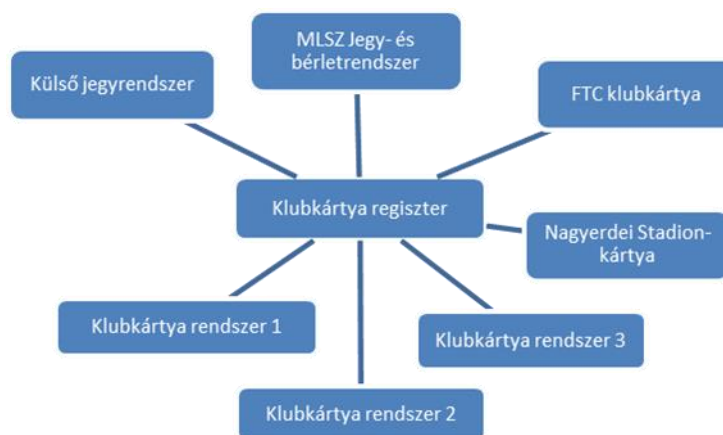 MLSZ Jegy- és
bérletrendszer
Külső jegyrendszer
FTC klubkártya
Klubkártya regiszter
Nagyerdei Stadion-
kártya
Klubkártya rendszer 1
Klubkártya rendszer 3
Klubkártya rendszer 2